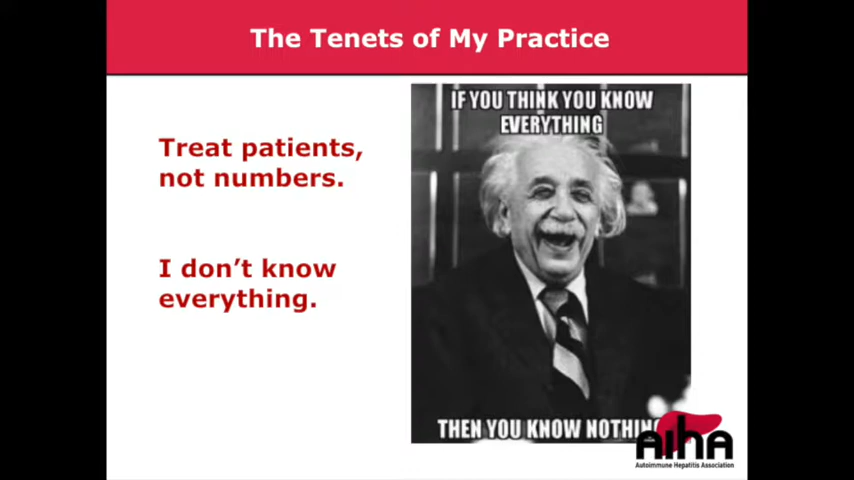 The Tenets of My Practice
Treat patients,
not numbers.
I don't know
everything.
IF YOU THINK YOU KNOW
EVERYTHING
THEN YOU KNOW NOTHING
AIHA
Autoimmune Hepatitis Association